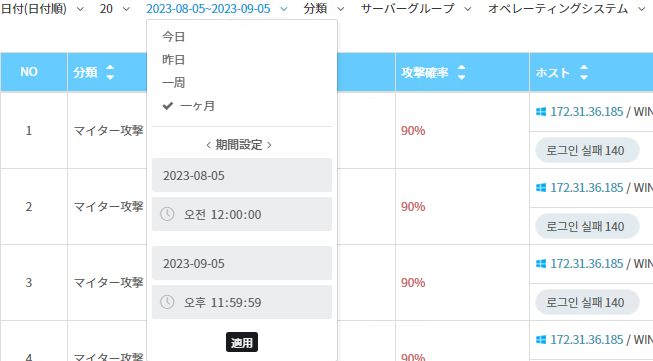 日付(日付順) 20 2023-08-05~2023-09-05 分類 サーバーグループ オペレーティングシステム
今日
昨日
一周
一ヶ月
< 期間設定 >
2023-08-05
오전 12:00:00
2023-09-05
오후 11:59:59
適用
NO 分類 攻撃確率 ホスト
1 マイター攻撃 90% 172.31.36.185 / WIN
로그인 실패 140
2 マイター攻撃 90% 172.31.36.185 / WIN
로그인 실패 140
3 マイター攻撃 90% 172.31.36.185 / WIN
로그인 실패 140
4 マイター攻撃 90% 172.31.36.185 / WIN